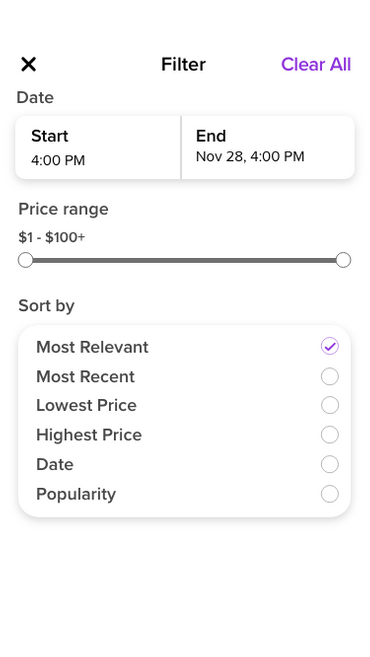 Filter
Clear All
Date
Start
4:00 PM
End
Nov 28, 4:00 PM
Price range
$1 - $100+
Sort by
Most Relevant
Most Recent
Lowest Price
Highest Price
Date
Popularity